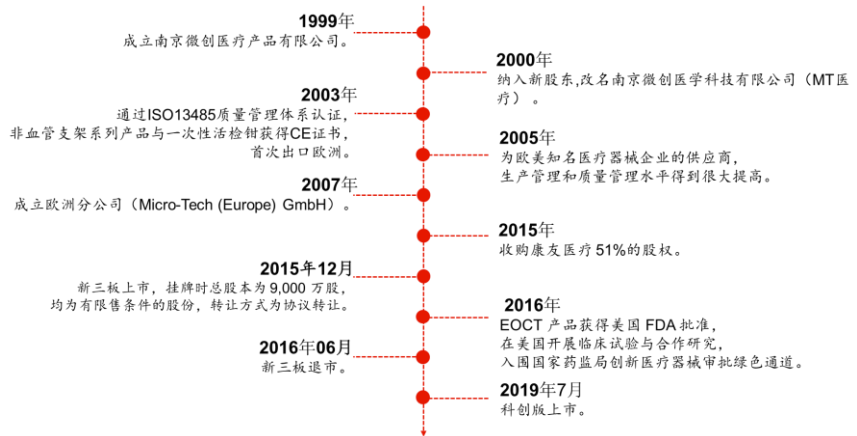 1999年
成立南京微创医疗产品有限公司。
2000年
纳入新股东,改名南京微创医学科技有限公司（MT医
疗）。
2003年
通过ISO13485质量管理体系认证，
非血管支架系列产品与一次性活检钳获得CE证书，
首次出口欧洲。
2005年
为欧美知名医疗器械企业的供应商，
生产管理和质量管理水平得到很大提高。
2007年
成立欧洲分公司（Micro-Tech (Europe) GmbH）。
2015年
收购康友医疗51%的股权。
2015年12月
新三板上市，挂牌时总股本为9,000 万股，
均为有限售条件的股份，转让方式为协议转让。
2016年
EOCT 产品获得美国 FDA 批准，
在美国开展临床试验与合作研究，
入围国家药监局创新医疗器械审批绿色通道。
2016年06月
新三板退市。
2019年7月
科创版上市。